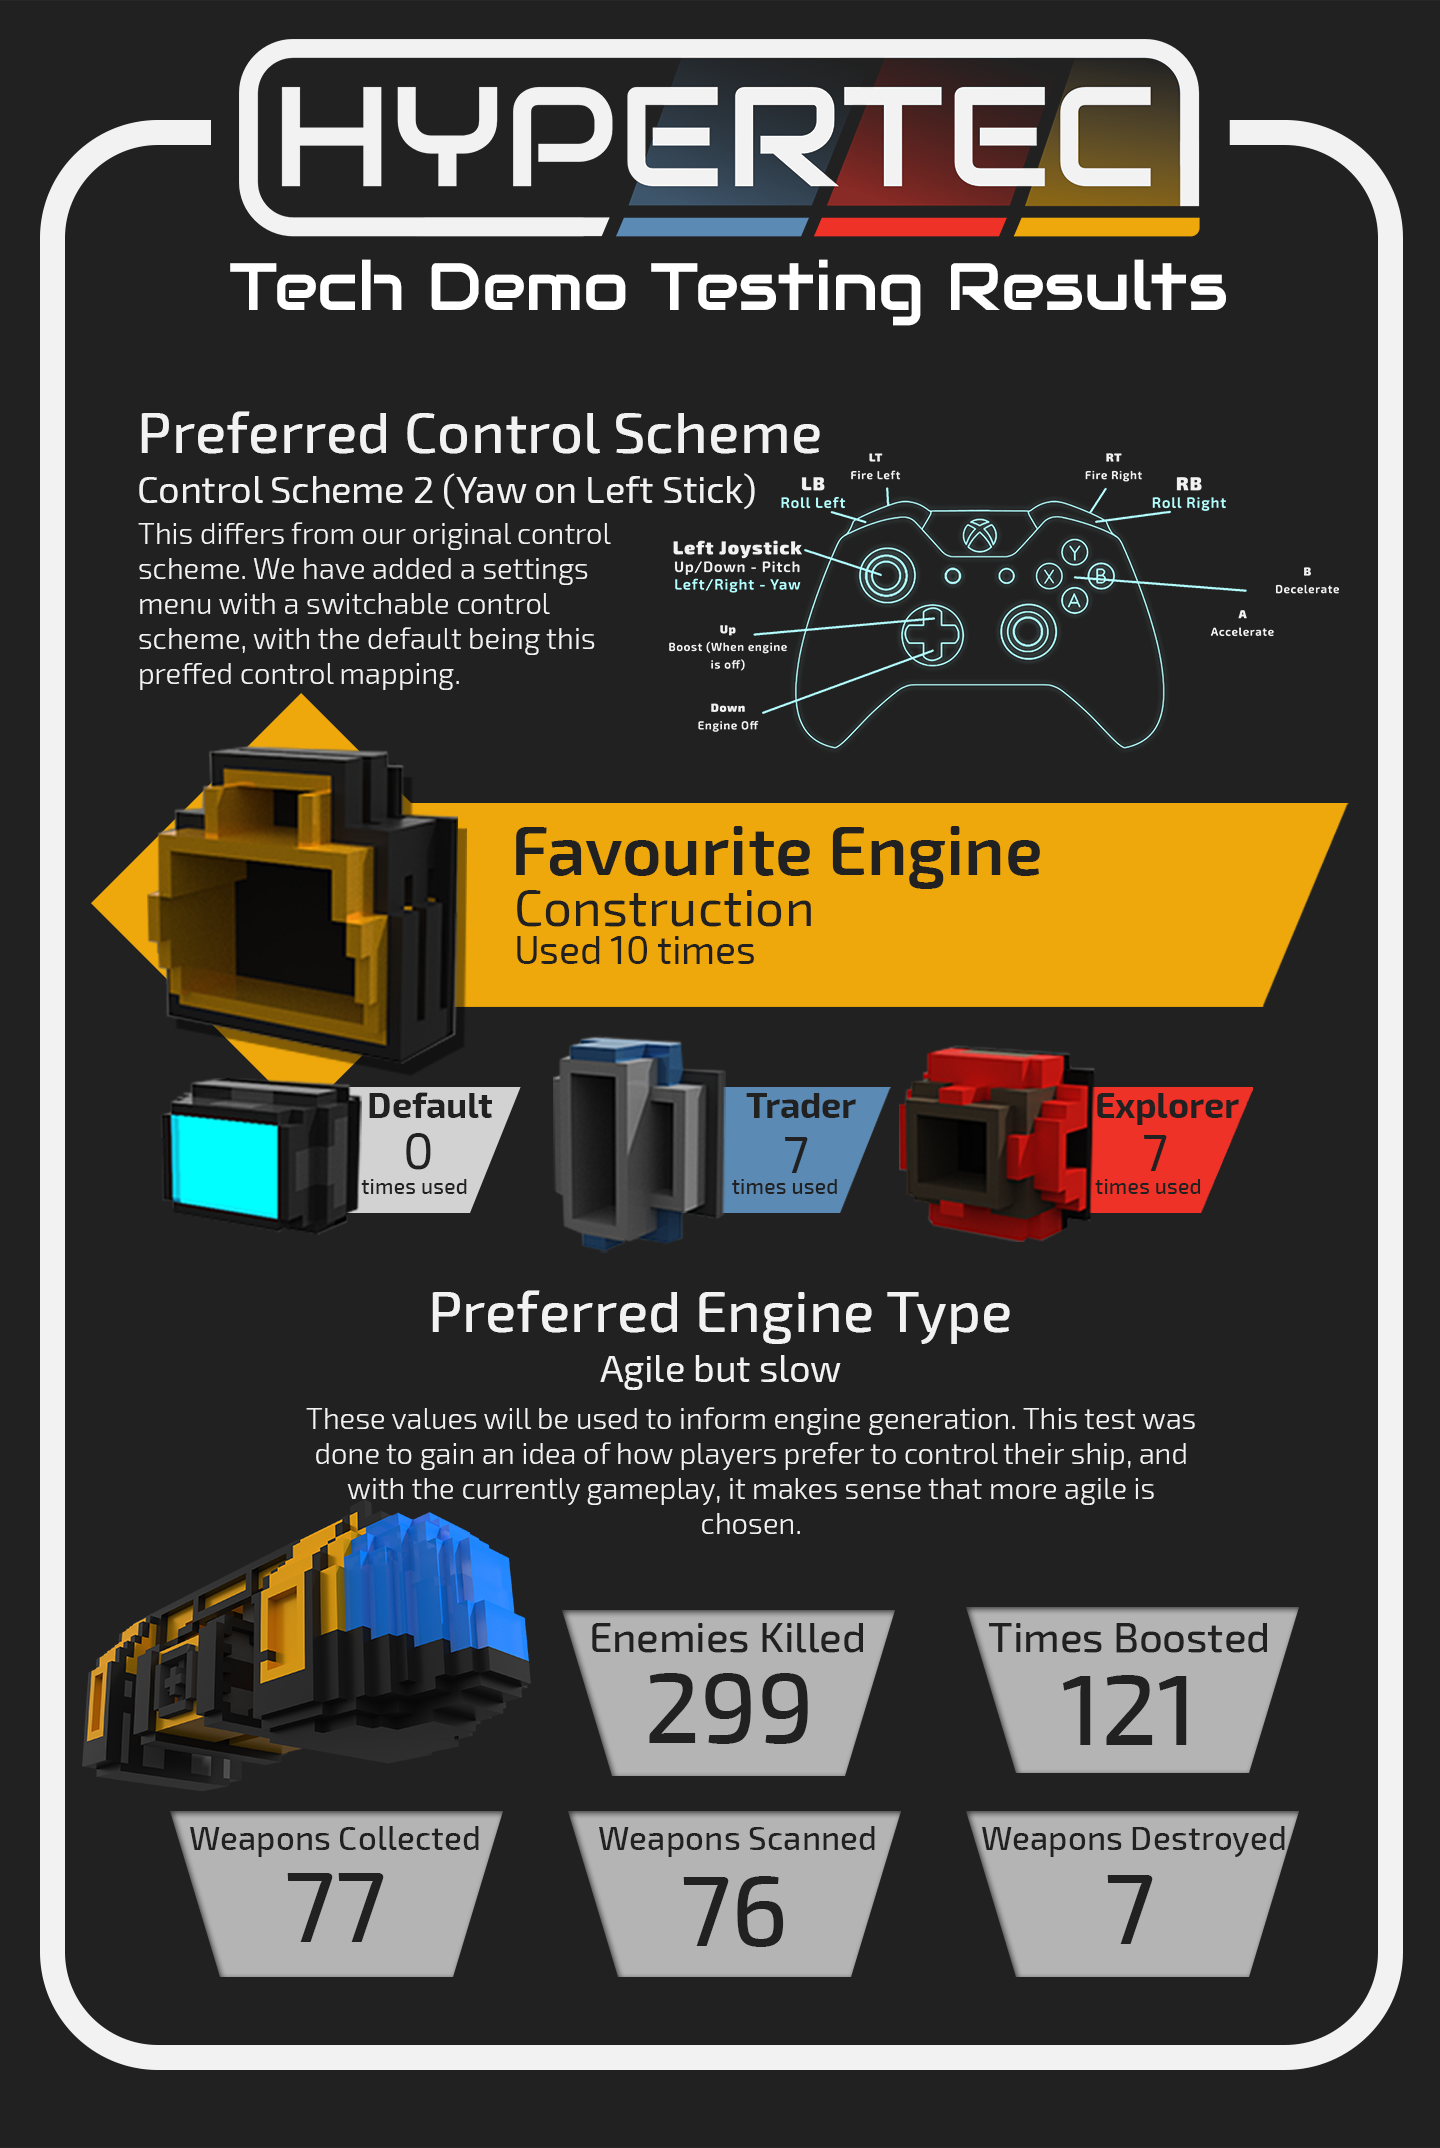 HYPERTEC
Tech Demo Testing Results
Preferred Control Scheme
Control Scheme 2 (Yaw on Left Stick)
This differs from our original control
scheme. We have added a settings
menu with a switchable control
scheme, with the default being this
preffed control mapping.
LT
Fire Left
LB
Roll Left
RT
Fire Right
RB
Roll Right
Left Joystick
Up/Down - Pitch
Left/Right - Yaw
Up
Boost (When engine
is off)
Down
Engine Off
Y
X
B
A
B
Decelerate
A
Accelerate
Favourite Engine
Construction
Used 10 times
Default
0
times used
Trader
7
times used
Explorer
7
times used
Preferred Engine Type
Agile but slow
These values will be used to inform engine generation. This test was
done to gain an idea of how players prefer to control their ship, and
with the currently gameplay, it makes sense that more agile is
chosen.
Enemies Killed
299
Times Boosted
121
Weapons Collected
77
Weapons Scanned
76
Weapons Destroyed
7